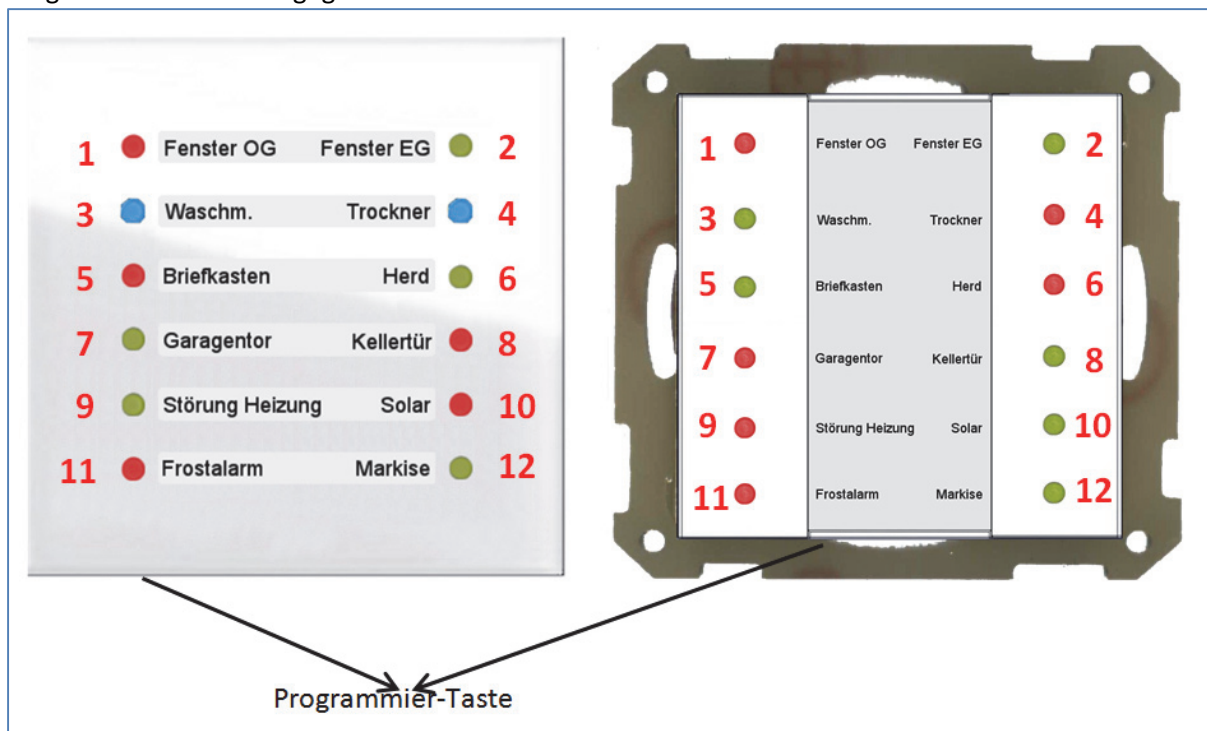 1 Fenster OG Fenster EG 2
3 Waschm. Trockner 4
5 Briefkasten Herd 6
7 Garagentor Kellertür 8
9 Störung Heizung Solar 10
11 Frostalarm Markise 12
1 Fenster OG Fenster EG 2
3 Waschm. Trockner 4
5 Briefkasten Herd 6
7 Garagentor Kellertür 8
9 Störung Heizung Solar 10
11 Frostalarm Markise 12
Programmier-Taste